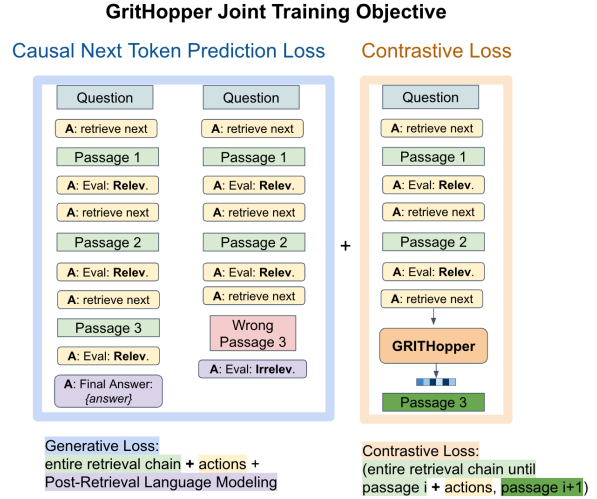 GritHopper Joint Training Objective
Causal Next Token Prediction Loss
Question
A: retrieve next
Passage 1
A: Eval: Relev.
A: retrieve next
Passage 2
A: Eval: Relev.
A: retrieve next
Passage 3
A: Eval: Relev.
A: Final Answer:
{answer}
Question
A: retrieve next
Passage 1
A: Eval: Relev.
A: retrieve next
Passage 2
A: Eval: Relev.
A: retrieve next
Wrong
Passage 3
A: Eval: Irrelev.
+
Contrastive Loss
Question
A: retrieve next
Passage 1
A: Eval: Relev.
A: retrieve next
Passage 2
A: Eval: Relev.
A: retrieve next
GRITHopper
Passage 3
Generative Loss:
entire retrieval chain + actions +
Post-Retrieval Language Modeling
Contrastive Loss:
(entire retrieval chain until
passage i + actions, passage i+1)